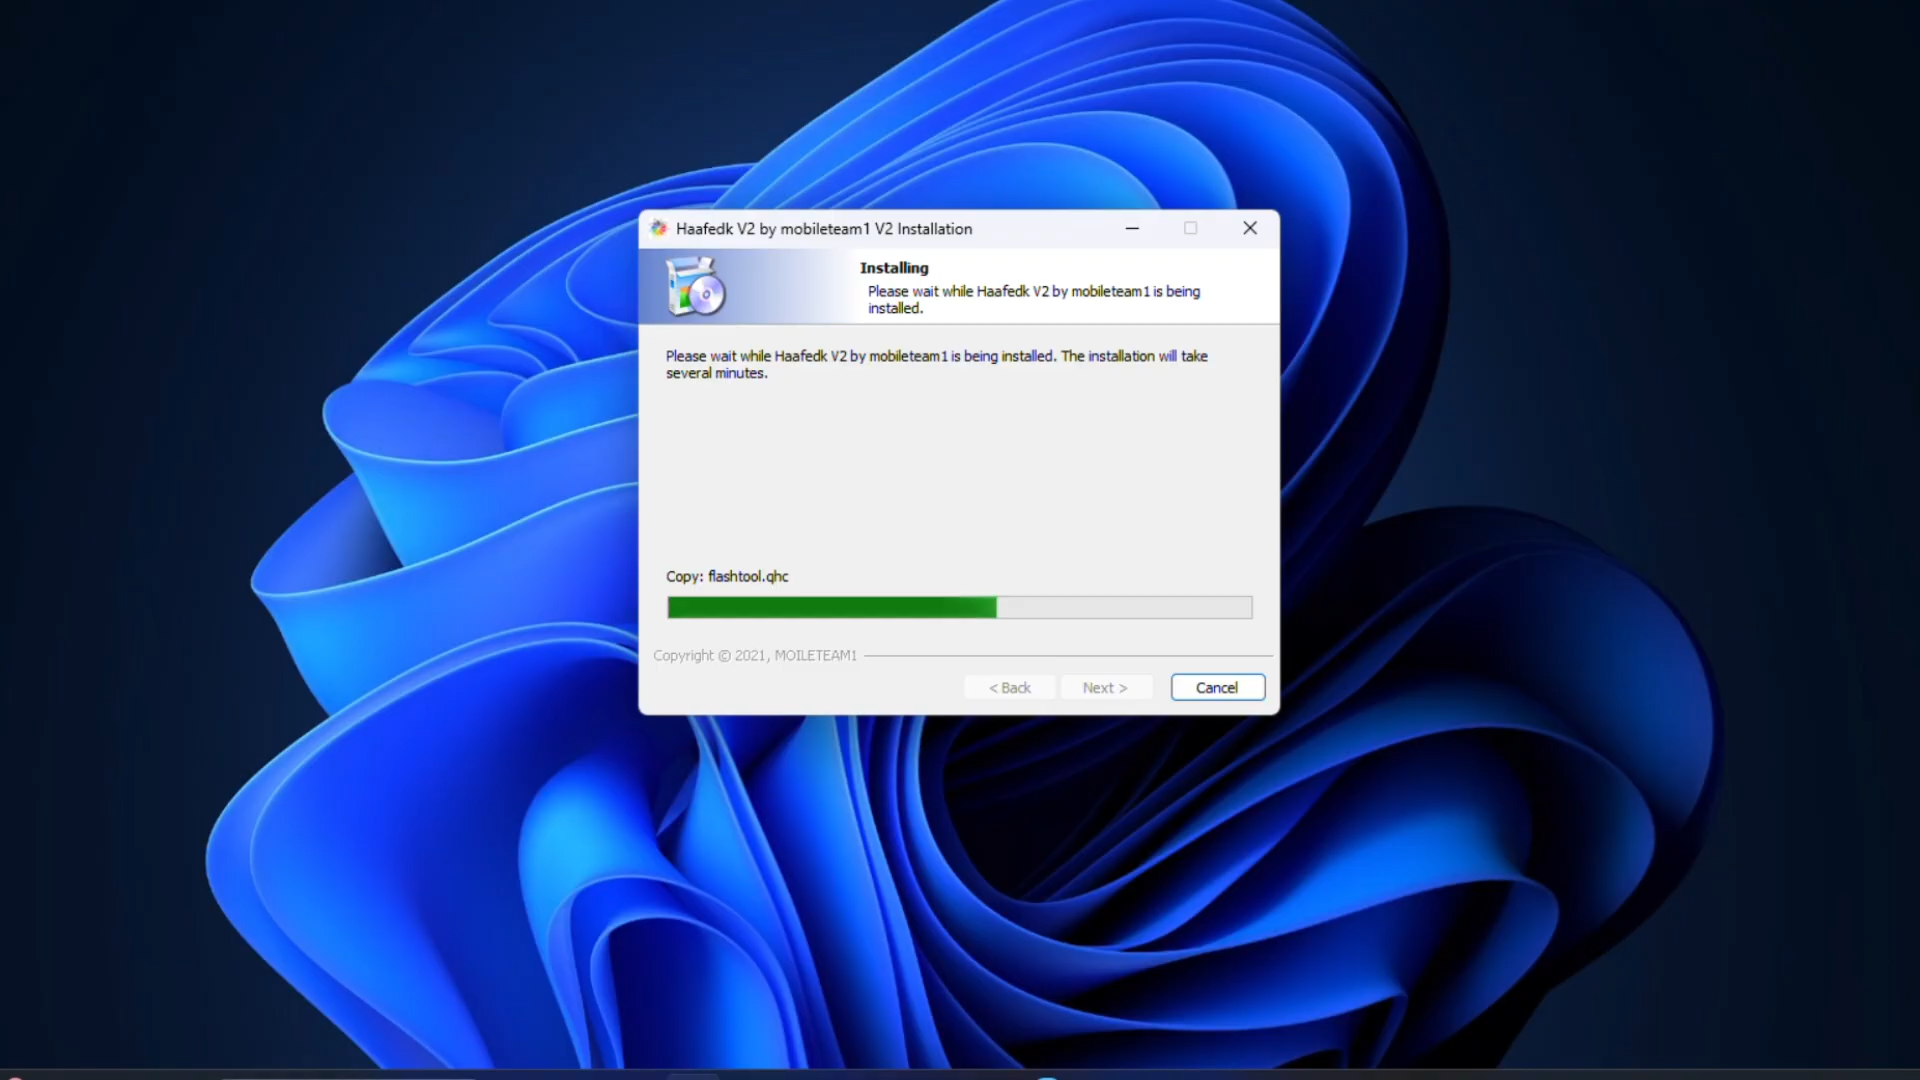 Haafedk V2 by mobileteam1 V2 Installation
Installing
Please wait while Haafedk V2 by mobileteam1 is being
installed.
Please wait while Haafedk V2 by mobileteam1 is being installed. The installation will take
several minutes.
Copy: flashtool.qhc
Copyright © 2021, MOILETEAM1
< Back
Next >
Cancel